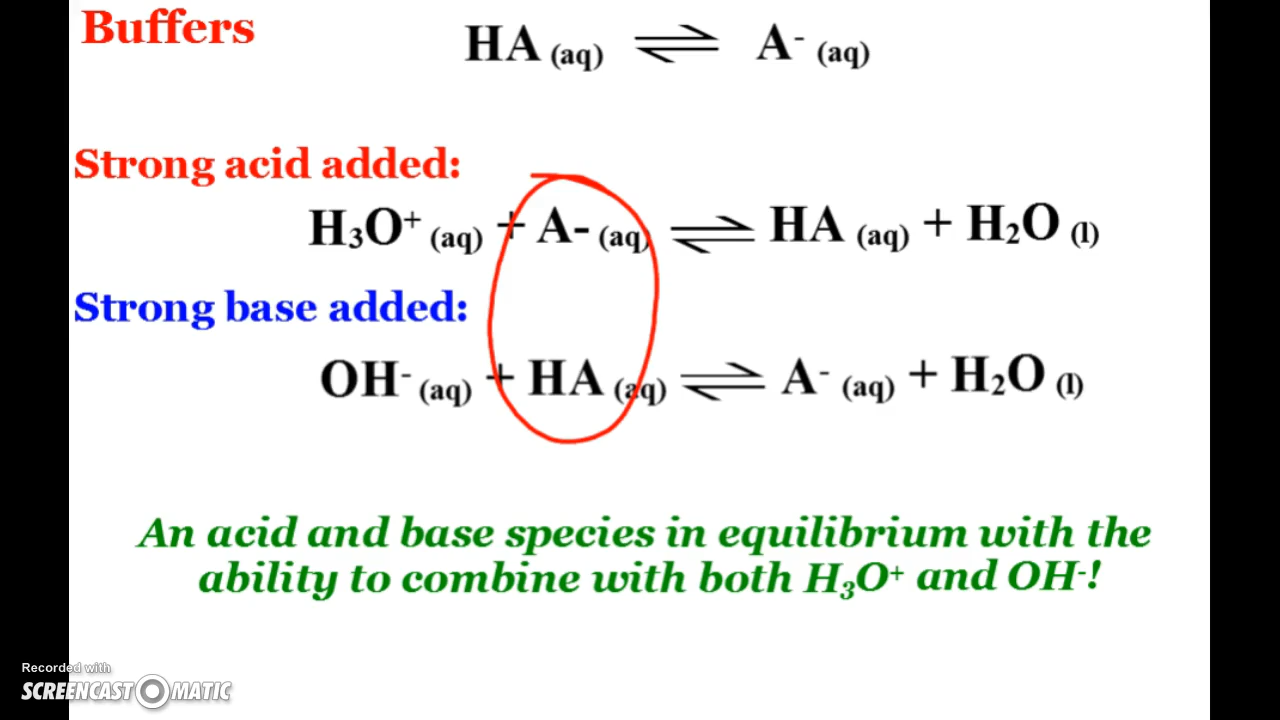 Buffers
HA (aq) ⇌ A⁻ (aq)
Strong acid added:
H₃O⁺ (aq) + A- (aq) ⇌ HA (aq) + H₂O (l)
Strong base added:
OH⁻ (aq) + HA (aq) ⇌ A⁻ (aq) + H₂O (l)
An acid and base species in equilibrium with the
ability to combine with both H₃O⁺ and OH⁻!
Recorded with
SCREENCAST O MATIC